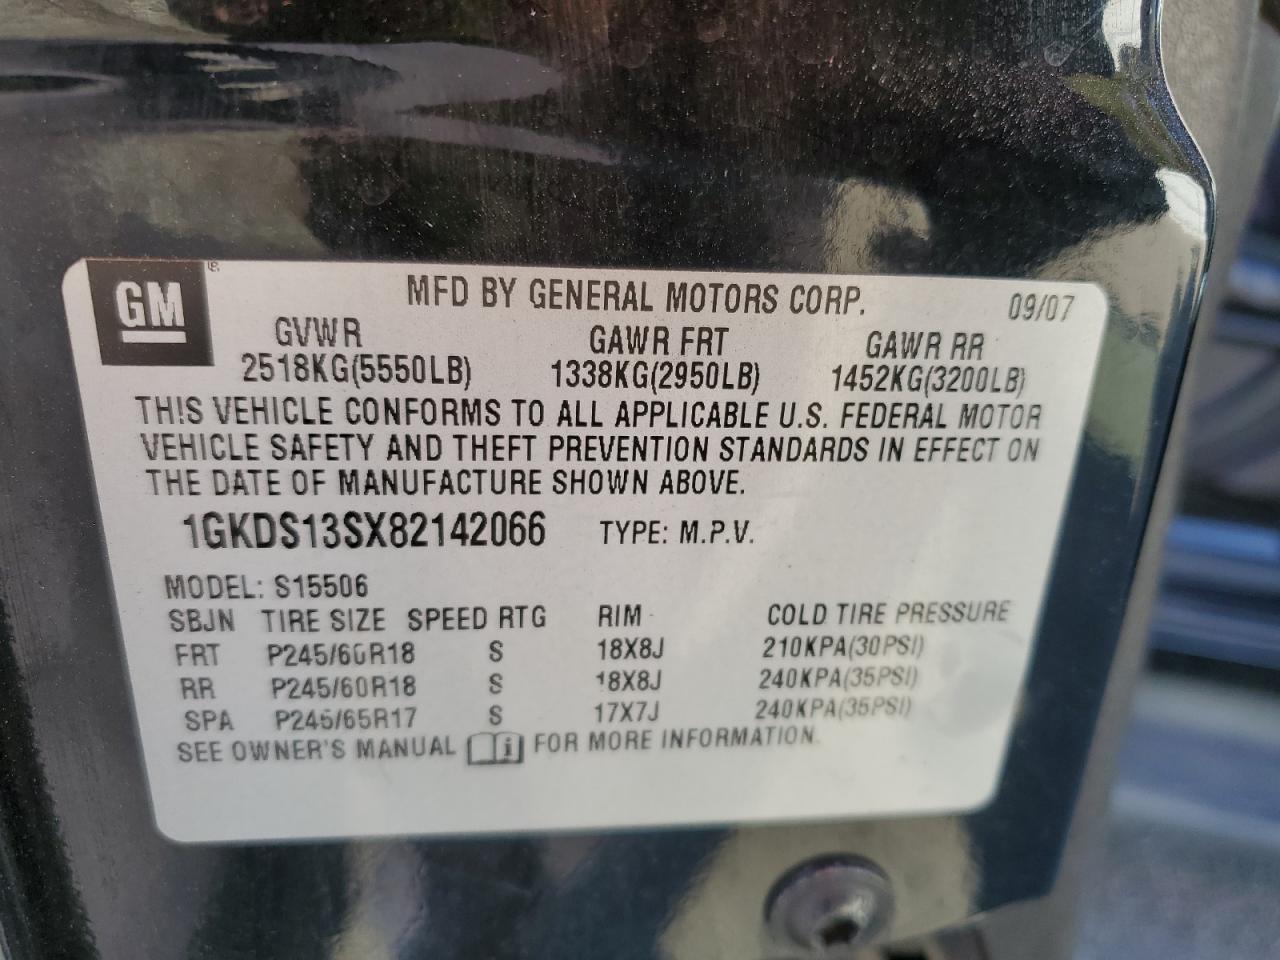 GM ®
MFD BY GENERAL MOTORS CORP. 09/07
GVWR GAWR FRT GAWR RR
2518KG(5550LB) 1338KG(2950LB) 1452KG(3200LB)
THIS VEHICLE CONFORMS TO ALL APPLICABLE U.S. FEDERAL MOTOR
VEHICLE SAFETY AND THEFT PREVENTION STANDARDS IN EFFECT ON
THE DATE OF MANUFACTURE SHOWN ABOVE.
1GKDS13SX82142066 TYPE: M.P.V.
MODEL: S15506
SBJN TIRE SIZE SPEED RTG RIM COLD TIRE PRESSURE
FRT P245/60R18 S 18X8J 210KPA(30PSI)
RR P245/60R18 S 18X8J 240KPA(35PSI)
SPA P245/65R17 S 17X7J 240KPA(35PSI)
SEE OWNER'S MANUAL i FOR MORE INFORMATION.